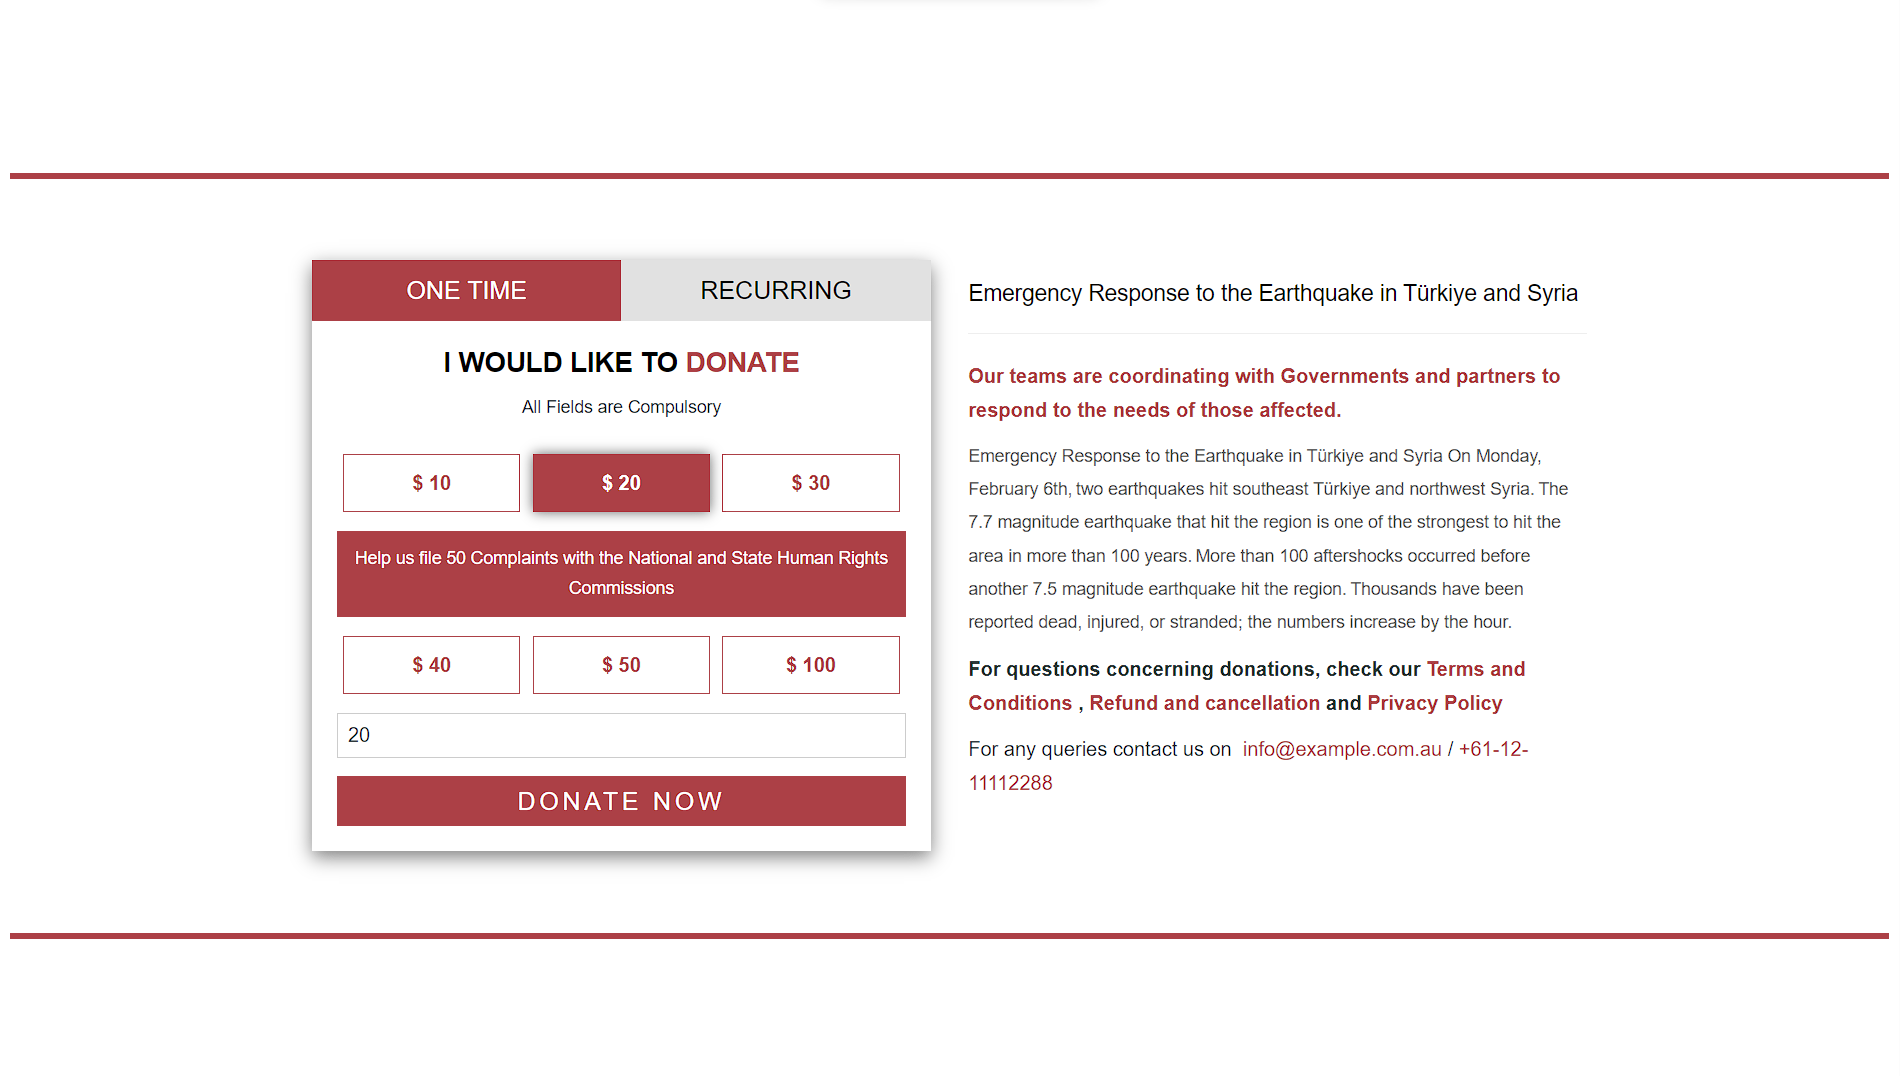 ONE TIME
RECURRING
I WOULD LIKE TO DONATE
All Fields are Compulsory
$ 10
$ 20
$ 30
Help us file 50 Complaints with the National and State Human Rights
Commissions
$ 40
$ 50
$ 100
20
DONATE NOW
Emergency Response to the Earthquake in Türkiye and Syria
Our teams are coordinating with Governments and partners to
respond to the needs of those affected.
Emergency Response to the Earthquake in Türkiye and Syria On Monday,
February 6th, two earthquakes hit southeast Türkiye and northwest Syria. The
7.7 magnitude earthquake that hit the region is one of the strongest to hit the
area in more than 100 years. More than 100 aftershocks occurred before
another 7.5 magnitude earthquake hit the region. Thousands have been
reported dead, injured, or stranded; the numbers increase by the hour.
For questions concerning donations, check our Terms and
Conditions , Refund and cancellation and Privacy Policy
For any queries contact us on info@example.com.au / +61-12-
11112288